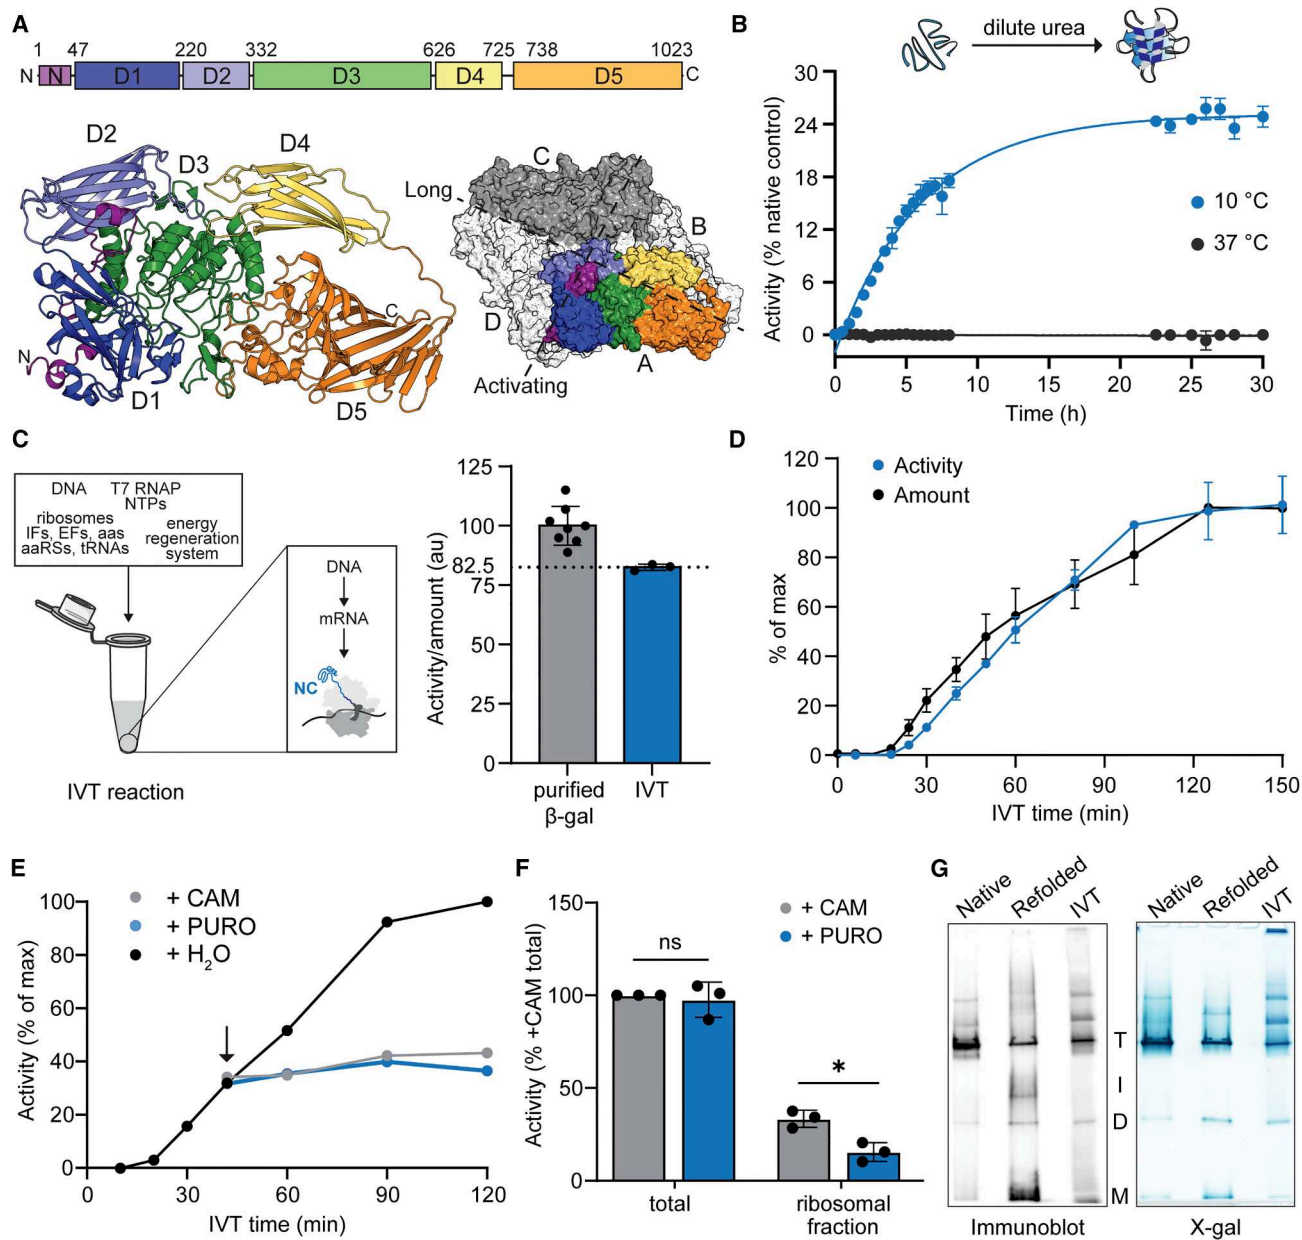 A
1 47 220 332 626 725 738 1023
N N D1 D2 D3 D4 D5 C
D2
D3
D4
C
N
D1
D5
C
Long
B
D
A
Activating
B
dilute urea
30
24
18
12
6
0
Activity (% native control)
10 °C
37 °C
0 5 10 15 20 25 30
Time (h)
C
DNA T7 RNAP
NTPs
ribosomes
IFs, EFs, aas
aaRSs, tRNAs
energy
regeneration
system
DNA
mRNA
NC
IVT reaction
125
100
82.5
75
50
25
0
Activity/amount (au)
purified
β-gal
IVT
D
120
100
80
60
40
20
0
% of max
Activity
Amount
0 30 60 90 120 150
IVT time (min)
E
+ CAM
+ PURO
+ H₂O
100
80
60
40
20
0
Activity (% of max)
0 30 60 90 120
IVT time (min)
F
150
100
50
0
Activity (% +CAM total)
+ CAM
+ PURO
ns
*
total
ribosomal
fraction
G
Native Refolded IVT
Native Refolded IVT
T
I
D
M
Immunoblot
X-gal